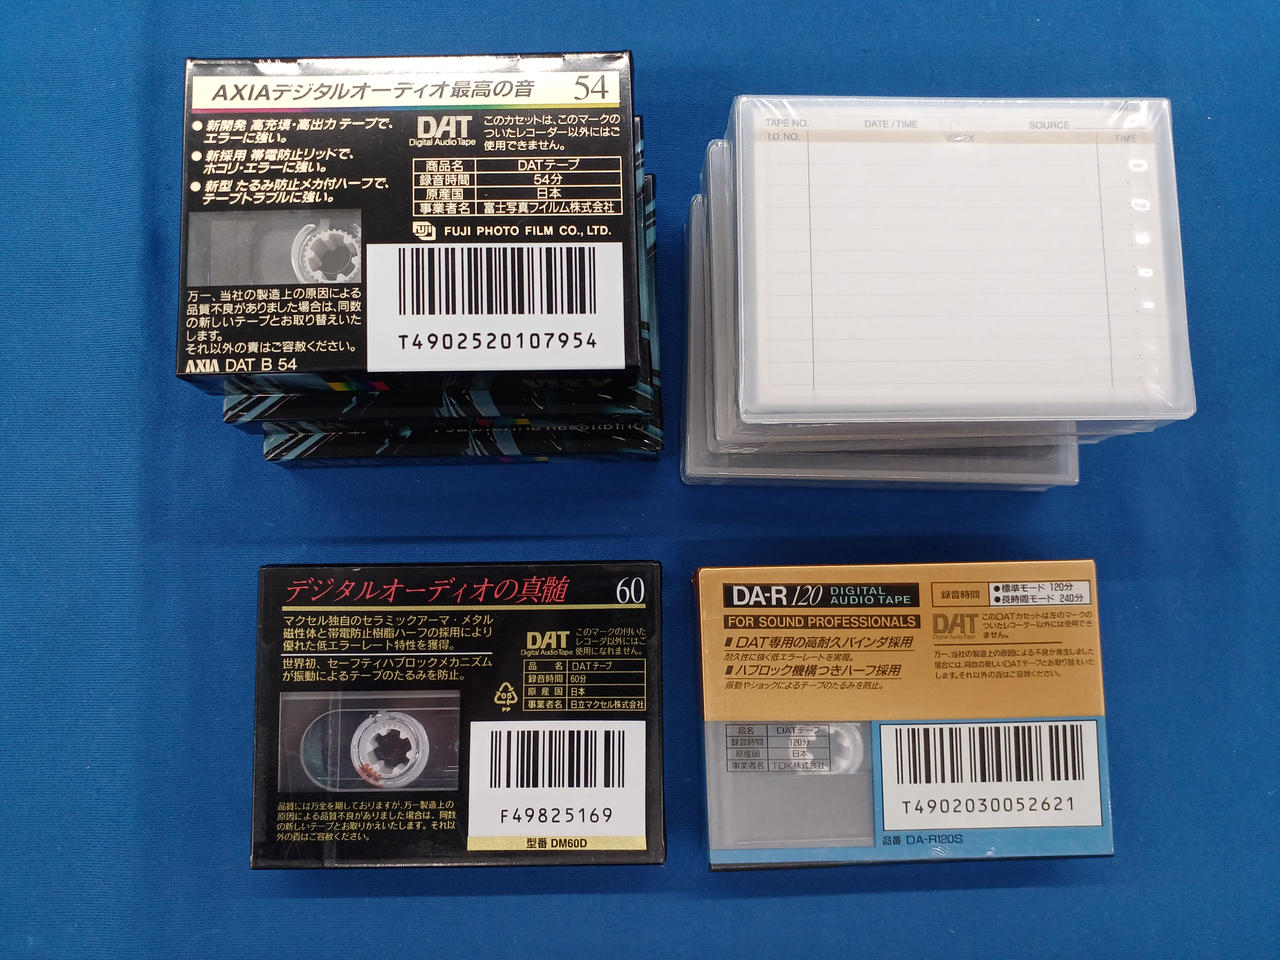 AXIAデジタルオーディオ最高の音 54
● 新開発 高充填・高出力テープで、
エラーに強い。
● 新採用 帯電防止リッドで、
ホコリ・エラーに強い。
● 新型 たるみ防止メカ付ハーフで、
テープトラブルに強い。
DAT
Digital Audio Tape
このカセットは、このマークの
ついたレコーダー以外にはご
使用できません。
商品名 DATテープ
録音時間 54分
原産国 日本
事業者名 富士写真フイルム株式会社
FUJI FUJI PHOTO FILM CO., LTD.
万一、当社の製造上の原因による
品質不良がありました場合は、同数
の新しいテープとお取り替えいた
します。
それ以外の責はご容赦ください。
AXIA DAT B 54
T4902520107954
TAPE NO. DATE / TIME SOURCE
I.D. NO. INDEX TIME
デジタルオーディオの真髄 60
マクセル独自のセラミックアーマ・メタル
磁性体と帯電防止樹脂ハーフの採用により
優れた低エラーレート特性を獲得。
世界初、セーフティハブロックメカニズム
が振動によるテープのたるみを防止。
DAT
Digital Audio Tape
このマークの付いた
レコーダ以外にはご
使用になれません。
品名 DATテープ
録音時間 60分
原産国 日本
事業者名 日立マクセル株式会社
05
PP
品質には万全を期しておりますが、万一製造上の
原因による品質不良がありました場合は、同数
の新しいテープとお取りかえいたします。それ以
外の責はご容赦ください。
F49825169
型番 DM60D
DA-R 120 DIGITAL AUDIO TAPE
FOR SOUND PROFESSIONALS
■ DAT専用の高耐久バインダ採用
耐久性に強く低エラーレートを実現。
■ ハブロック機構つきハーフ採用
振動やショックによるテープのたるみを防止。
録音時間
● 標準モード 120分
● 長時間モード 240分
DAT
Digital Audio Tape
このDATカセットは左のマークの
ついたレコーダー以外には使用でき
ません。
万一、当社の製造上の原因による不良が発生しました
場合には、同数の新しいDATテープとお取り替えいた
します。それ以外の責はご容赦ください。
品名 DATテープ
録音時間 120分
原産国 日本
事業者名 TDK株式会社
T4902030052621
品番 DA-R120S